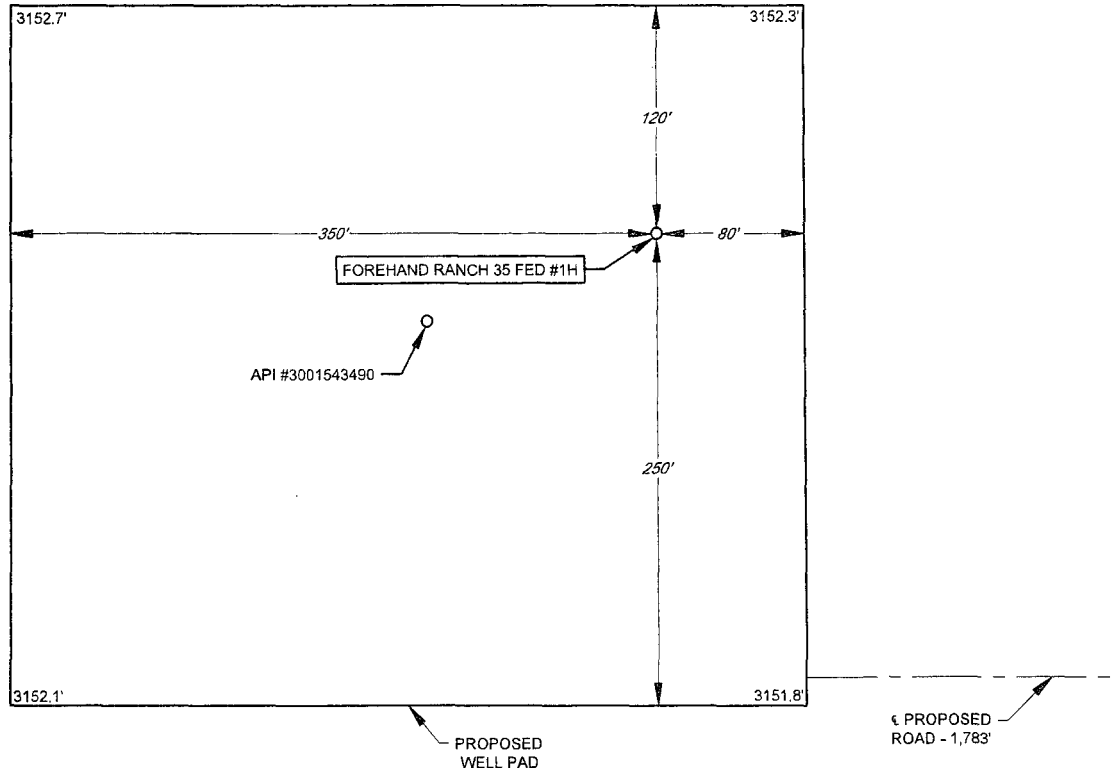 3152.7'
3152.3'
120'
350'
80'
FOREHAND RANCH 35 FED #1H
API #3001543490
250'
3152.1'
3151.8'
PROPOSED
WELL PAD
℄ PROPOSED
ROAD - 1,783'